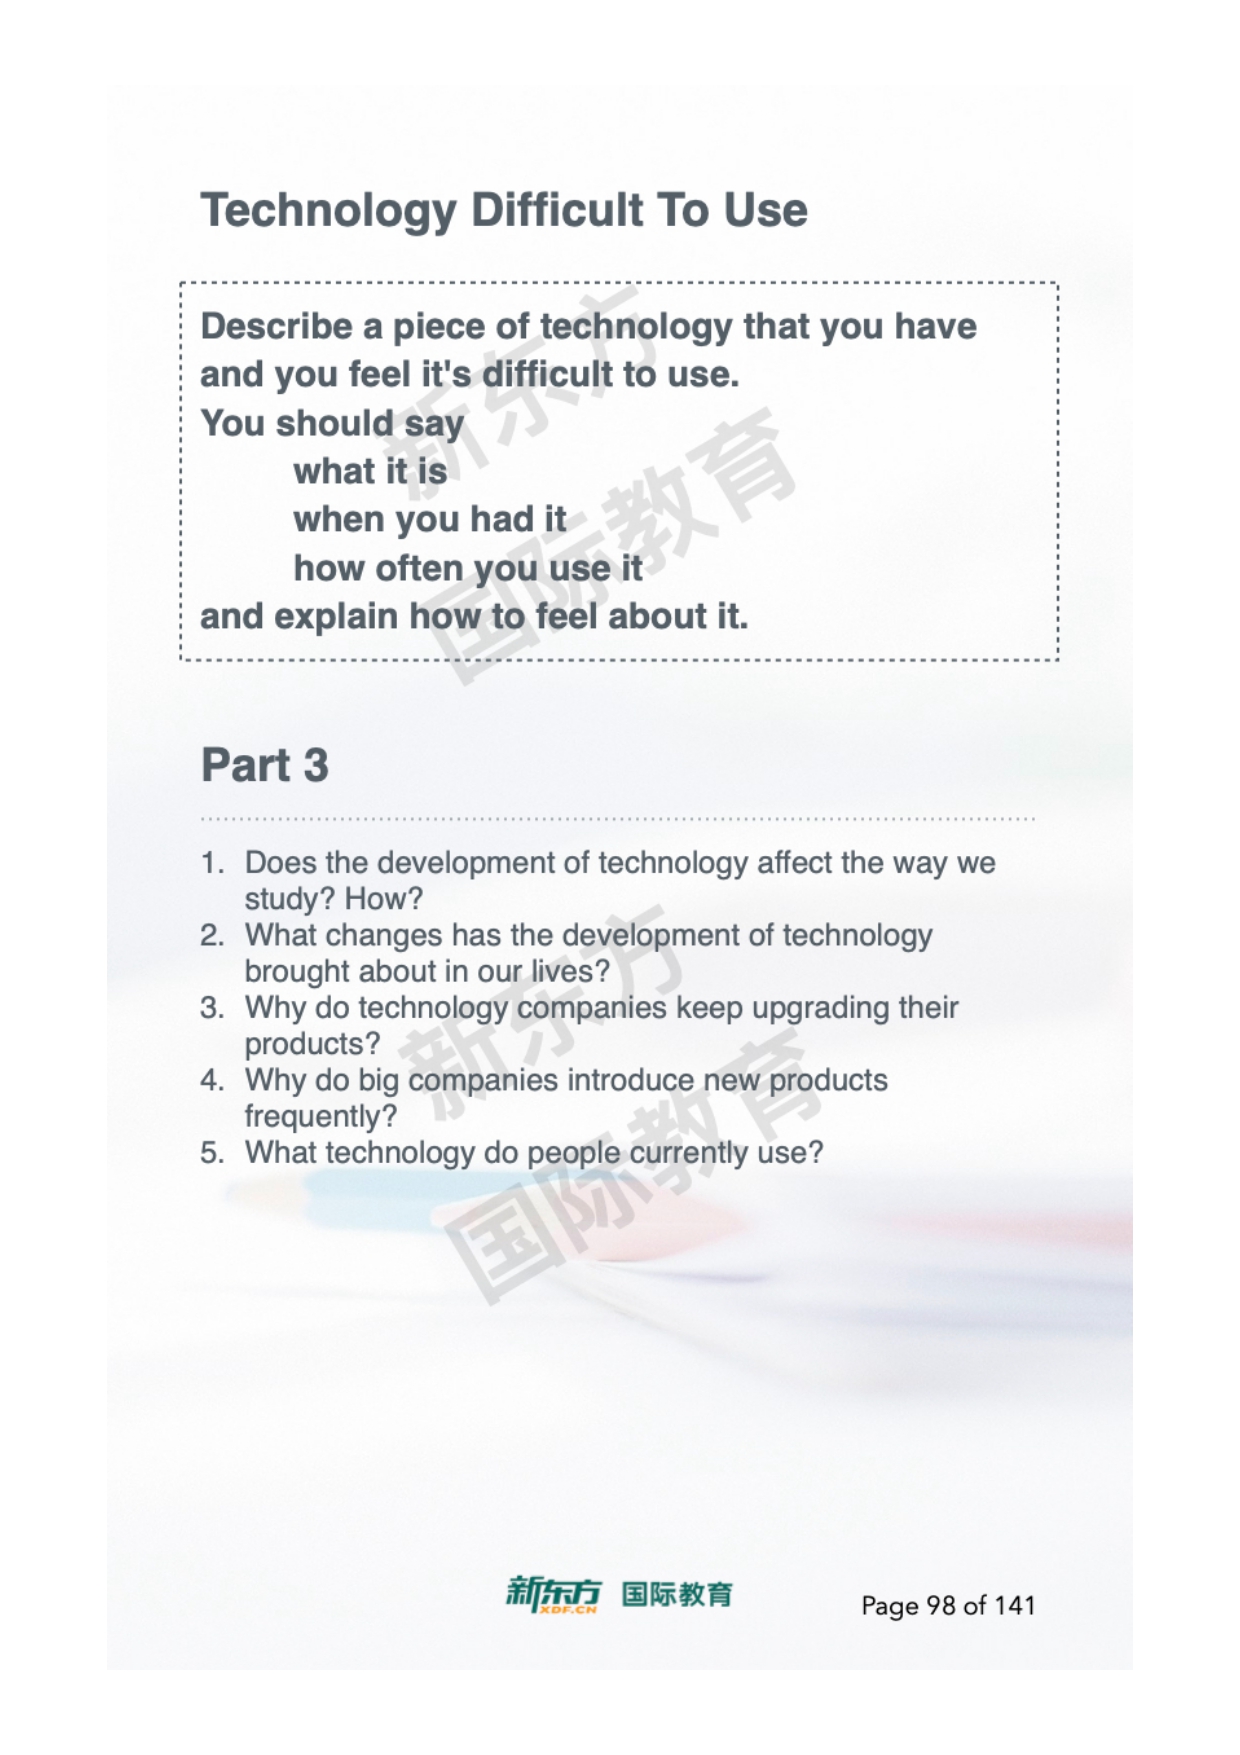 Technology Difficult To Use
Describe a piece of technology that you have
and you feel it's difficult to use.
You should say
what it is
when you had it
how often you use it
and explain how to feel about it.
新东方
国际教育
Part 3
1. Does the development of technology affect the way we
study? How?
2. What changes has the development of technology
brought about in our lives?
3. Why do technology companies keep upgrading their
products?
4. Why do big companies introduce new products
frequently?
5. What technology do people currently use?
新东方
国际教育
新东方 国际教育
XDF.CN
Page 98 of 141